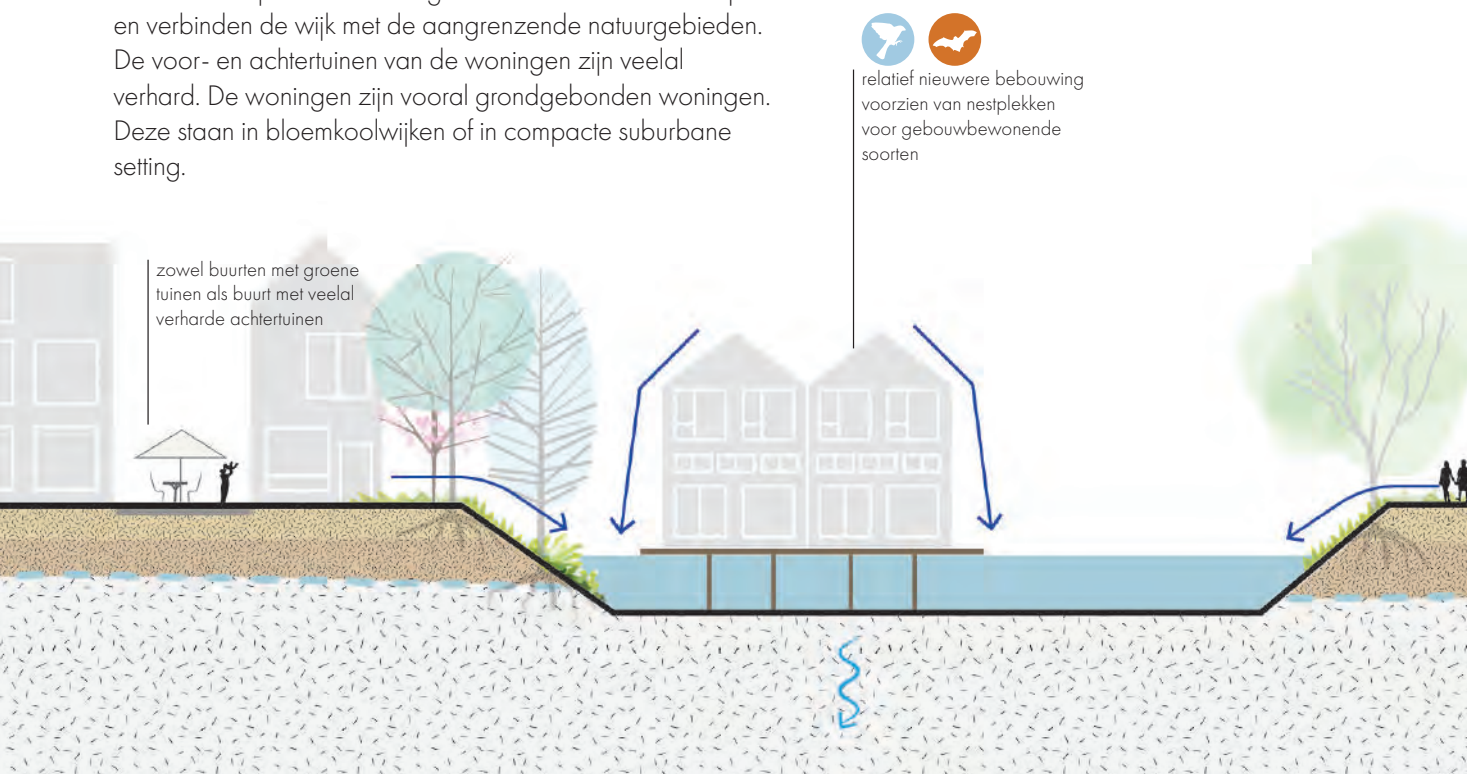 en verbinden de wijk met de aangrenzende natuurgebieden.
De voor- en achtertuinen van de woningen zijn veelal
verhard. De woningen zijn vooral grondgebonden woningen.
Deze staan in bloemkoolwijken of in compacte suburbane
setting.
relatief nieuwere bebouwing
voorzien van nestplekken
voor gebouwbewonende
soorten
zowel buurten met groene
tuinen als buurt met veelal
verharde achtertuinen